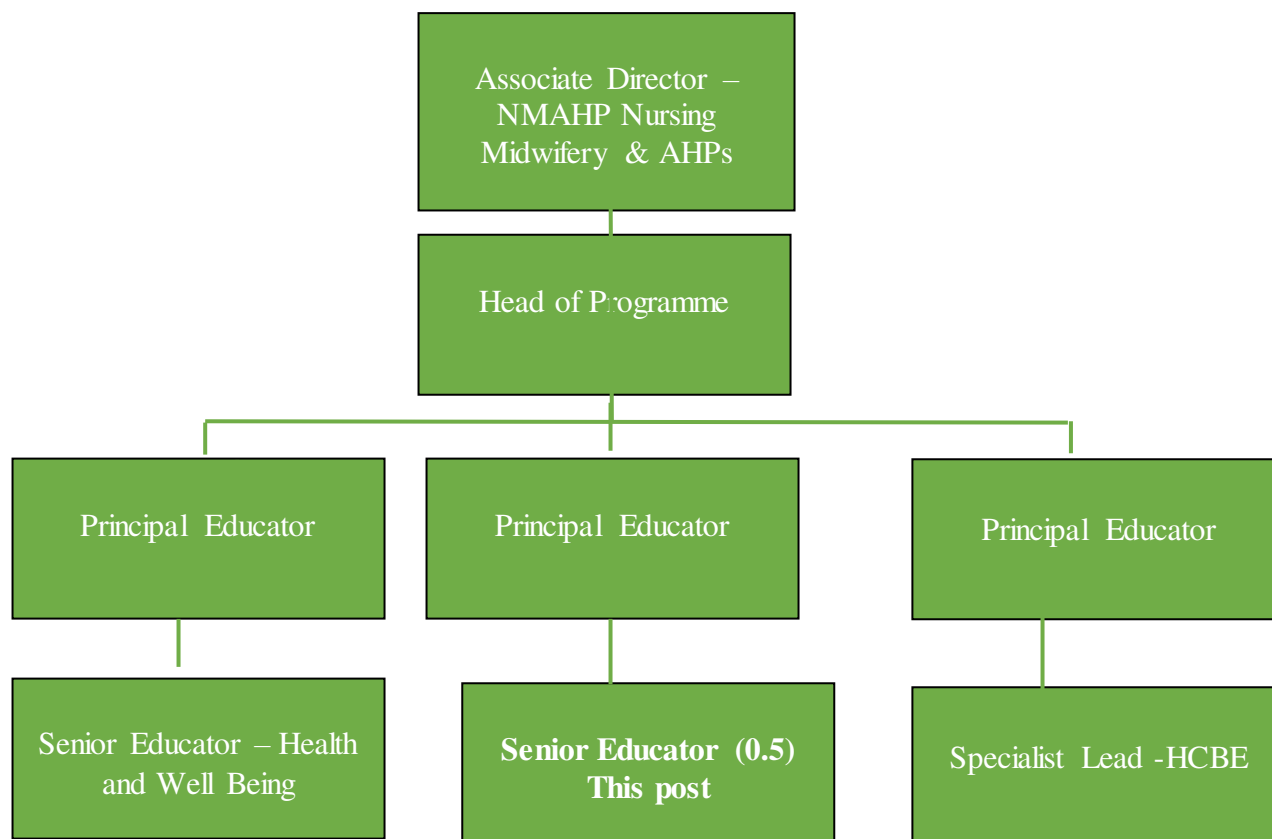 Associate Director –
NMAHP Nursing
Midwifery & AHPs
Head of Programme
Principal Educator
Principal Educator
Principal Educator
Senior Educator – Health
and Well Being
Senior Educator (0.5)
This post
Specialist Lead -HCBE